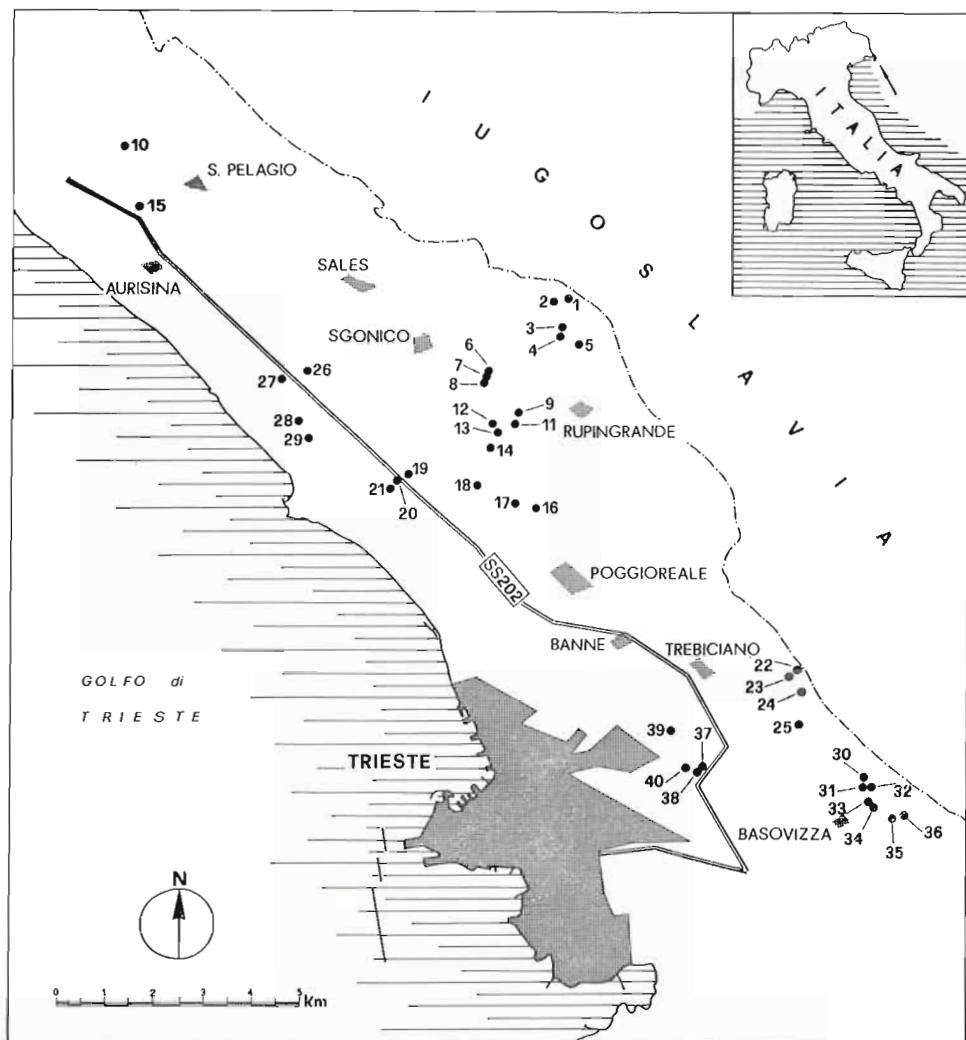 IUGOSLAVIA
ITALIA
10
S. PELAGIO
15
AURISINA
SALES
2
1
3
4
5
SGONICO
6
7
8
26
27
9
12
11
RUPINGRANDE
13
28
29
14
19
18
21
20
17
16
SS202
POGGIOREALE
BANNE
TREBICIANO
22
23
24
25
GOLFO di
TRIESTE
39
37
TRIESTE
40
38
30
31
32
33
34
BASOVIZZA
36
35
N
0 1 2 3 4 5 Km